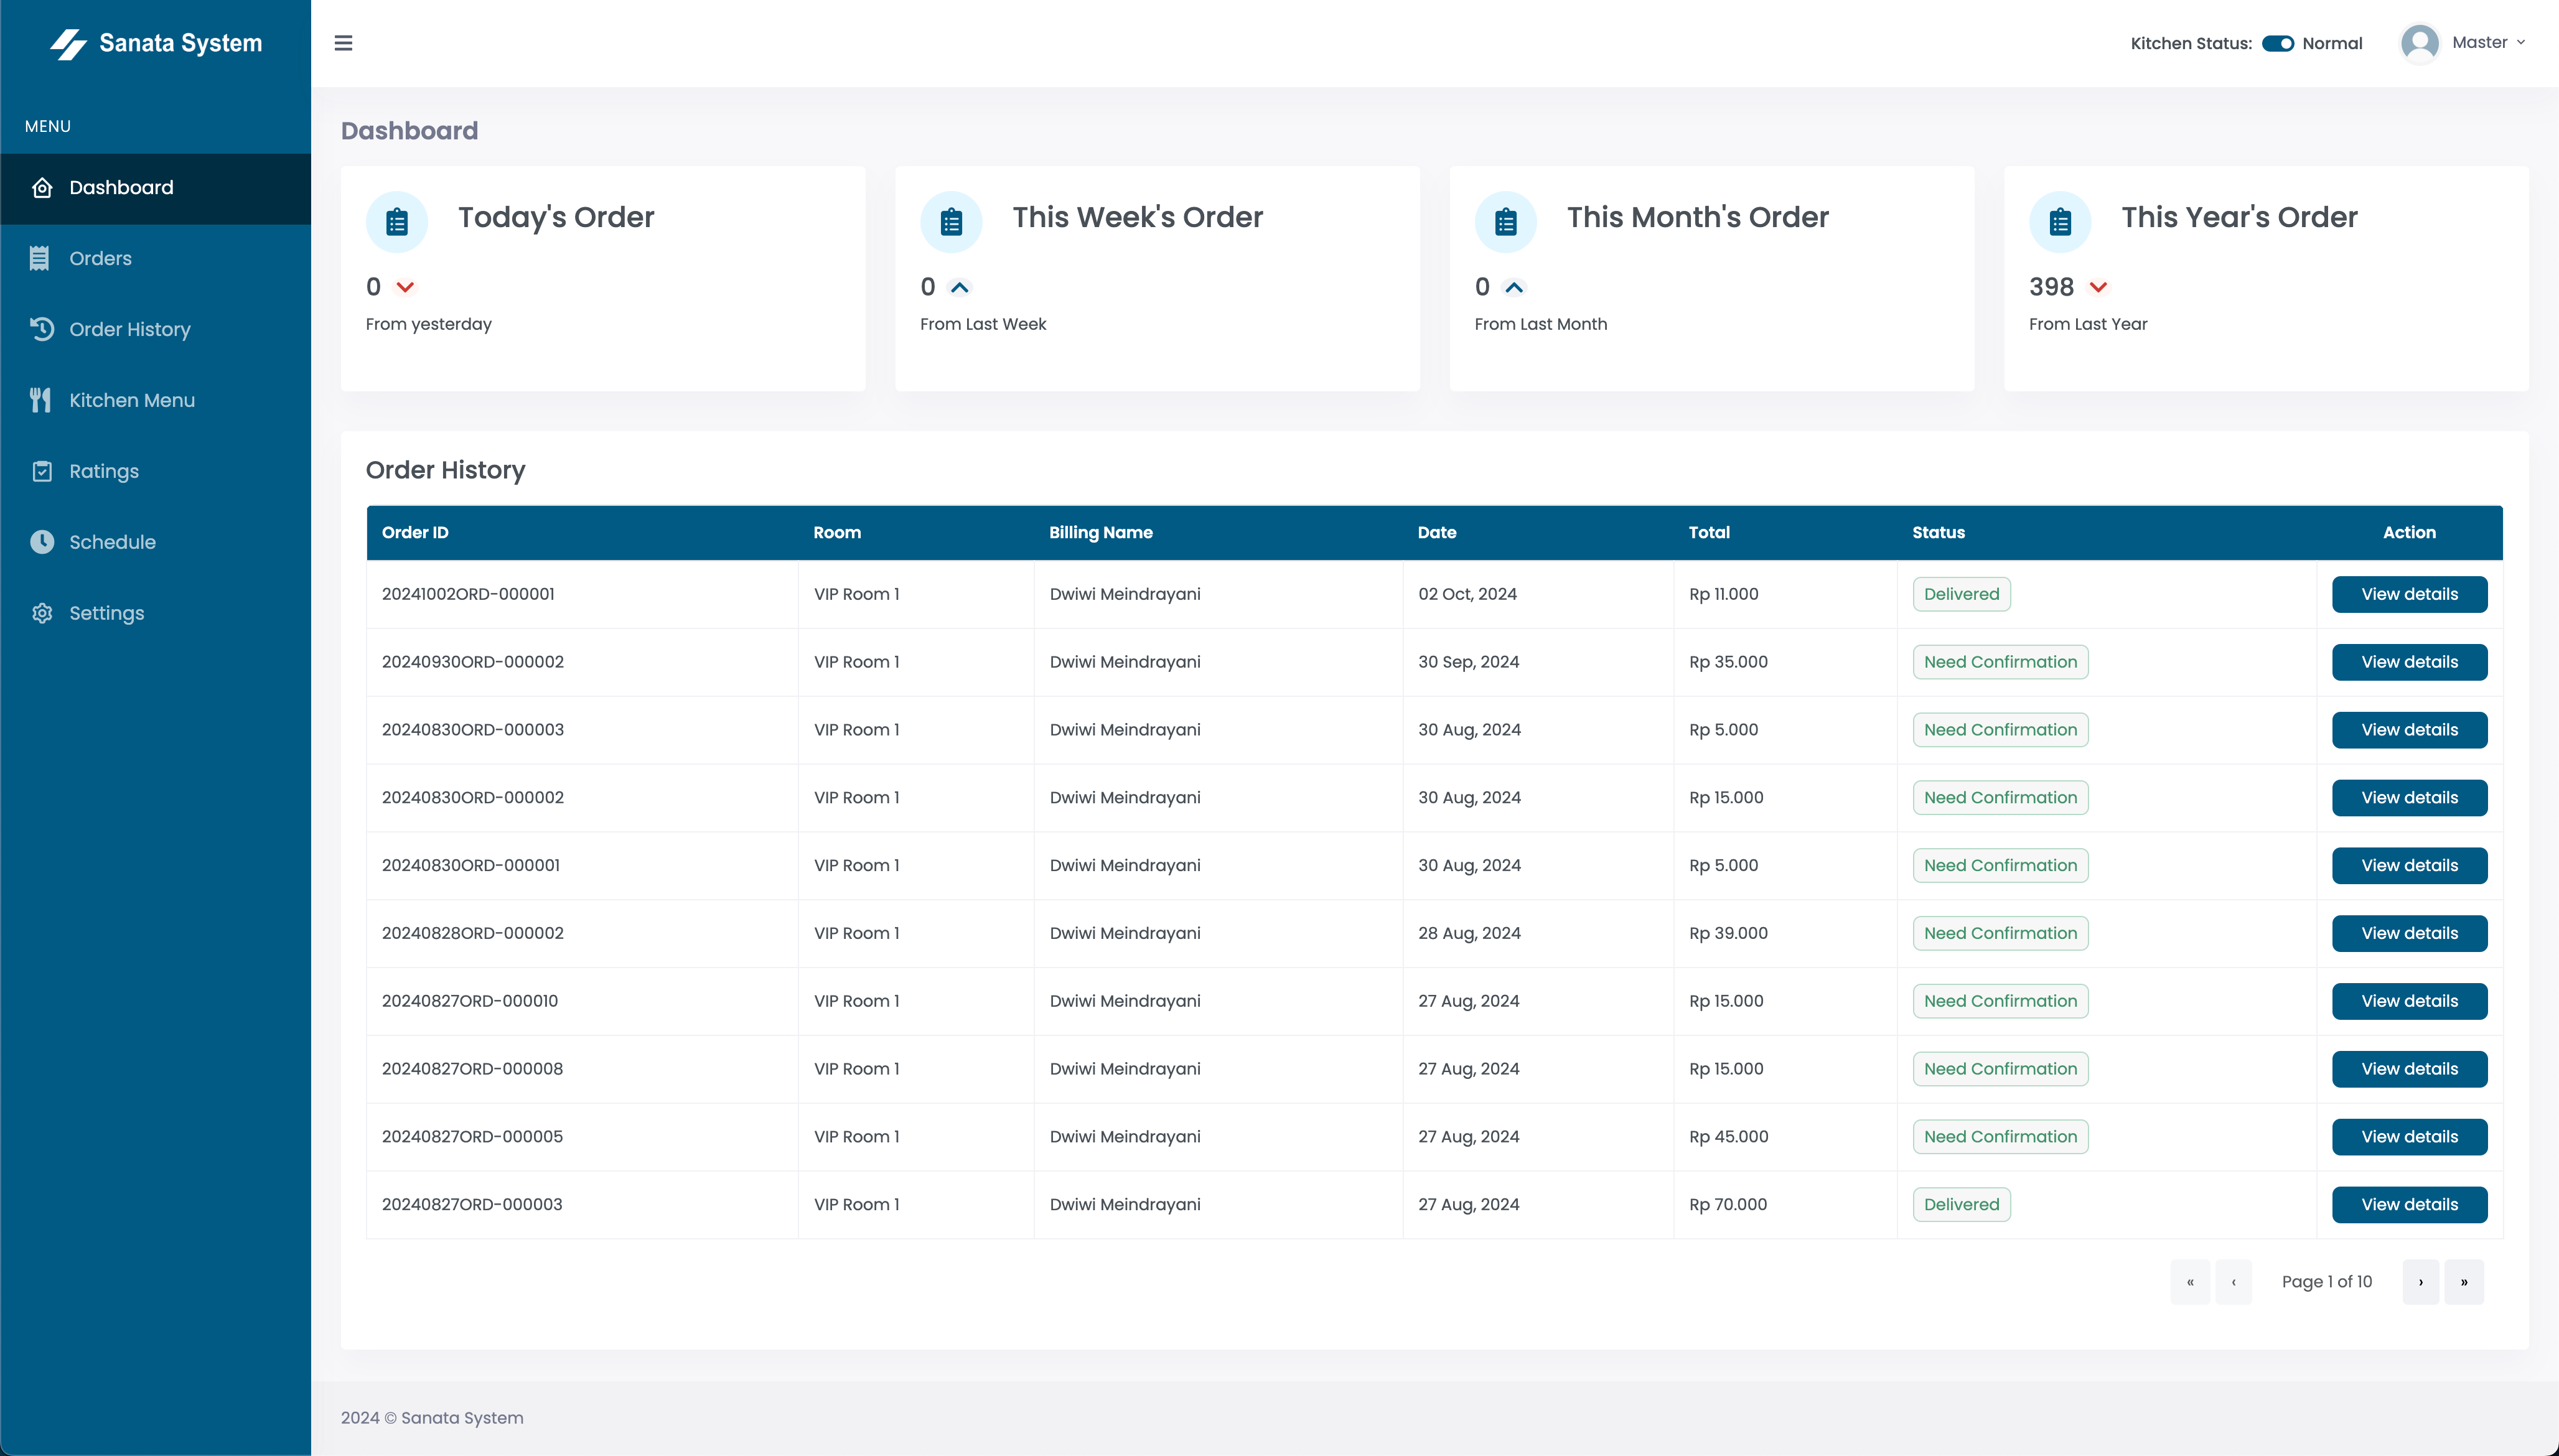 Sanata System
Kitchen Status: Normal
Master
MENU
Dashboard
Orders
Order History
Kitchen Menu
Ratings
Schedule
Settings
Dashboard
Today's Order
0
From yesterday
This Week's Order
0
From Last Week
This Month's Order
0
From Last Month
This Year's Order
398
From Last Year
Order History
Order ID Room Billing Name Date Total Status Action
20241002ORD-000001 VIP Room 1 Dwiwi Meindrayani 02 Oct, 2024 Rp 11.000 Delivered View details
20240930ORD-000002 VIP Room 1 Dwiwi Meindrayani 30 Sep, 2024 Rp 35.000 Need Confirmation View details
20240830ORD-000003 VIP Room 1 Dwiwi Meindrayani 30 Aug, 2024 Rp 5.000 Need Confirmation View details
20240830ORD-000002 VIP Room 1 Dwiwi Meindrayani 30 Aug, 2024 Rp 15.000 Need Confirmation View details
20240830ORD-000001 VIP Room 1 Dwiwi Meindrayani 30 Aug, 2024 Rp 5.000 Need Confirmation View details
20240828ORD-000002 VIP Room 1 Dwiwi Meindrayani 28 Aug, 2024 Rp 39.000 Need Confirmation View details
20240827ORD-000010 VIP Room 1 Dwiwi Meindrayani 27 Aug, 2024 Rp 15.000 Need Confirmation View details
20240827ORD-000008 VIP Room 1 Dwiwi Meindrayani 27 Aug, 2024 Rp 15.000 Need Confirmation View details
20240827ORD-000005 VIP Room 1 Dwiwi Meindrayani 27 Aug, 2024 Rp 45.000 Need Confirmation View details
20240827ORD-000003 VIP Room 1 Dwiwi Meindrayani 27 Aug, 2024 Rp 70.000 Delivered View details
« ‹ Page 1 of 10 › »
2024 © Sanata System